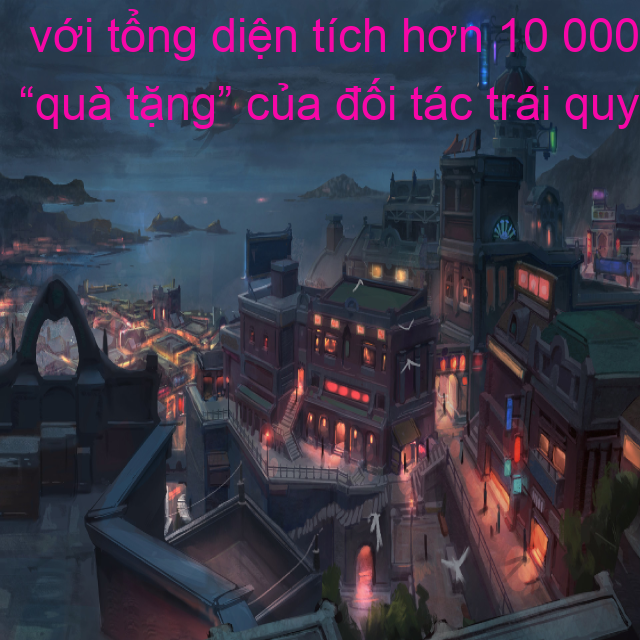 với tổng diện tích hơn 10 000
“quà tặng” của đối tác trái quy